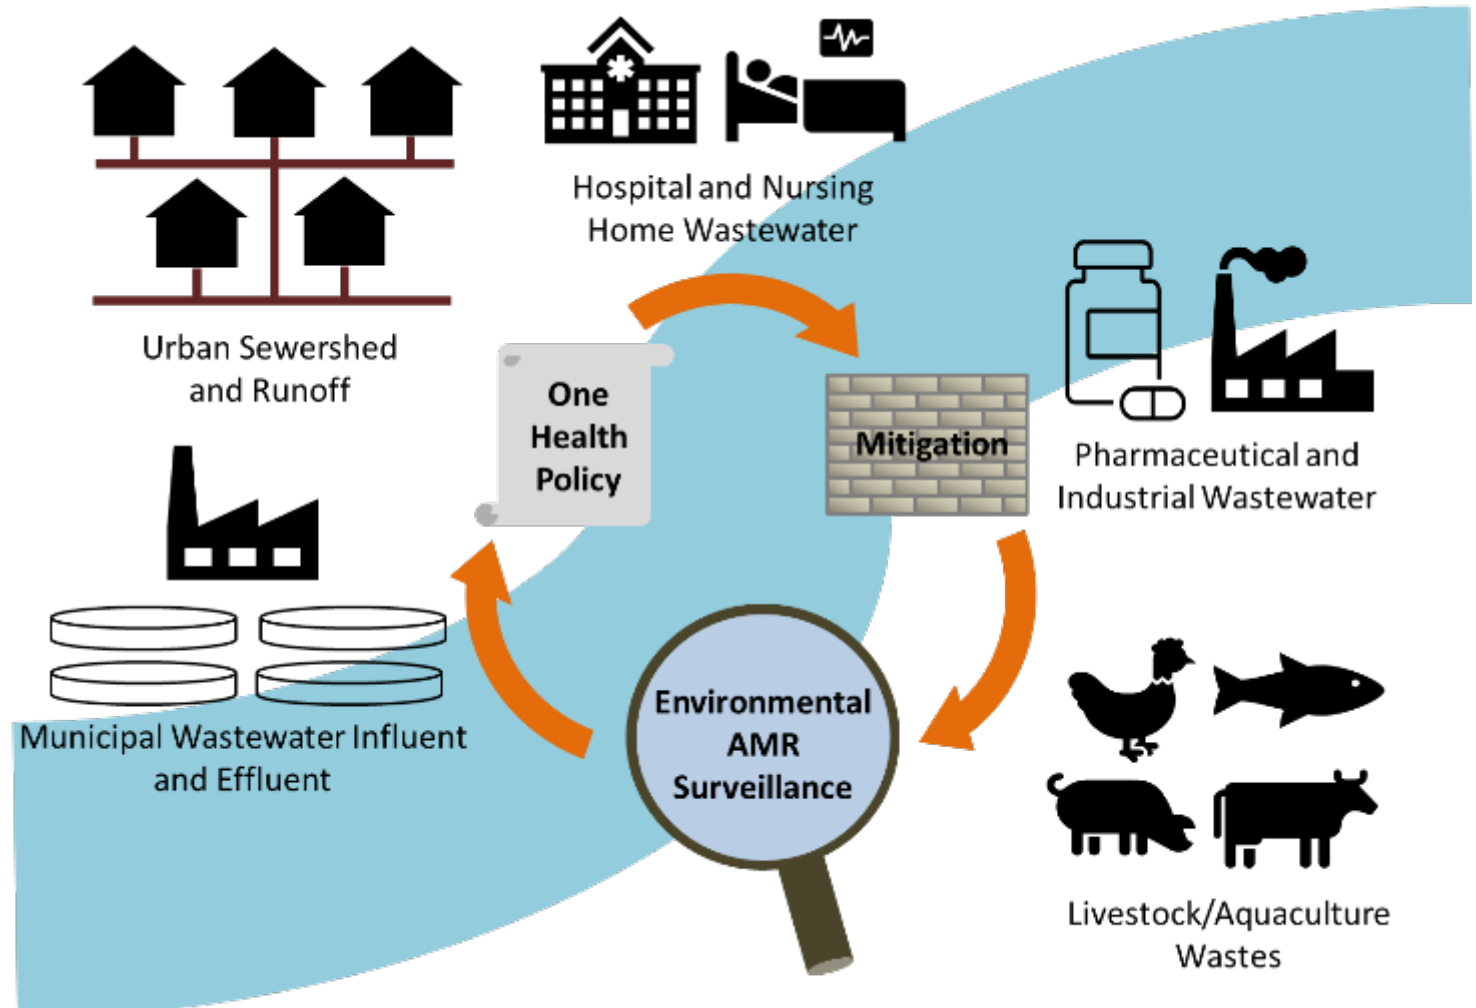 Hospital and Nursing
Home Wastewater
Urban Sewershed
and Runoff
One
Health
Policy
Mitigation
Pharmaceutical and
Industrial Wastewater
Municipal Wastewater Influent
and Effluent
Environmental
AMR
Surveillance
Livestock/Aquaculture
Wastes